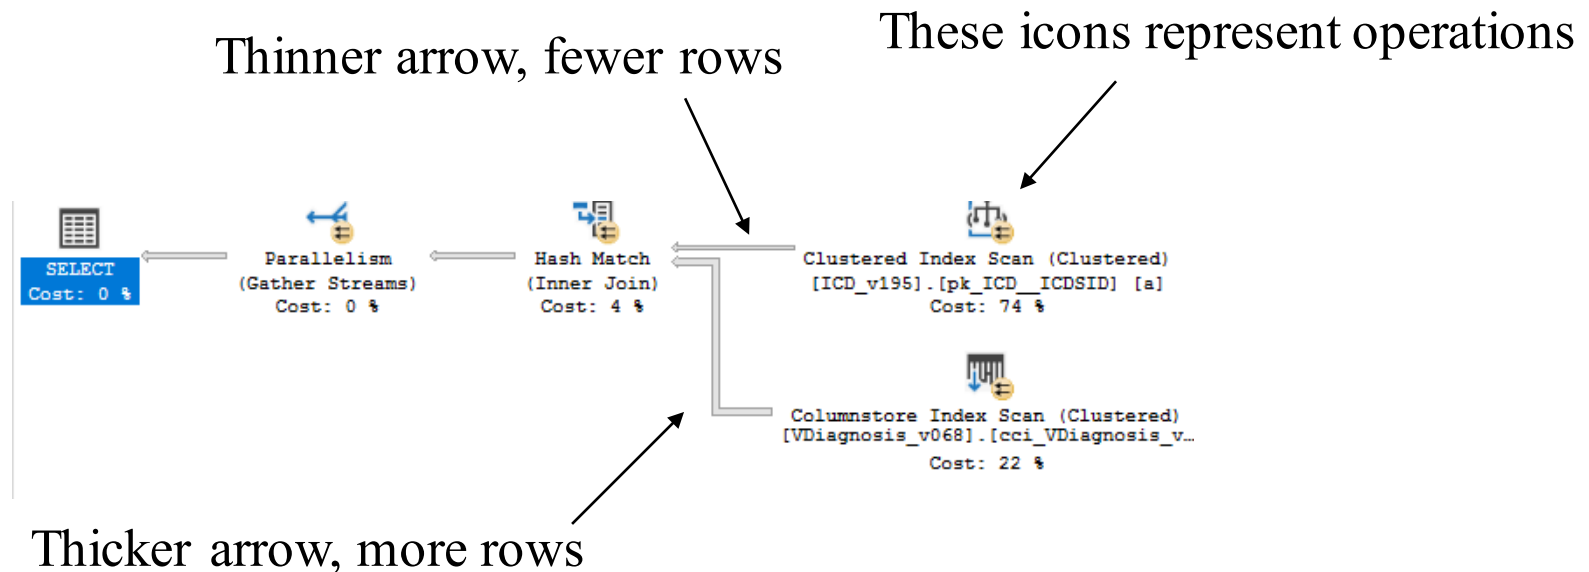 These icons represent operations
Thinner arrow, fewer rows
SELECT
Cost: 0 %
Parallelism
(Gather Streams)
Cost: 0 %
Hash Match
(Inner Join)
Cost: 4 %
Clustered Index Scan (Clustered)
[ICD_v195].[pk_ICD__ICDSID] [a]
Cost: 74 %
Columnstore Index Scan (Clustered)
[VDiagnosis_v068].[cci_VDiagnosis_v…
Cost: 22 %
Thicker arrow, more rows